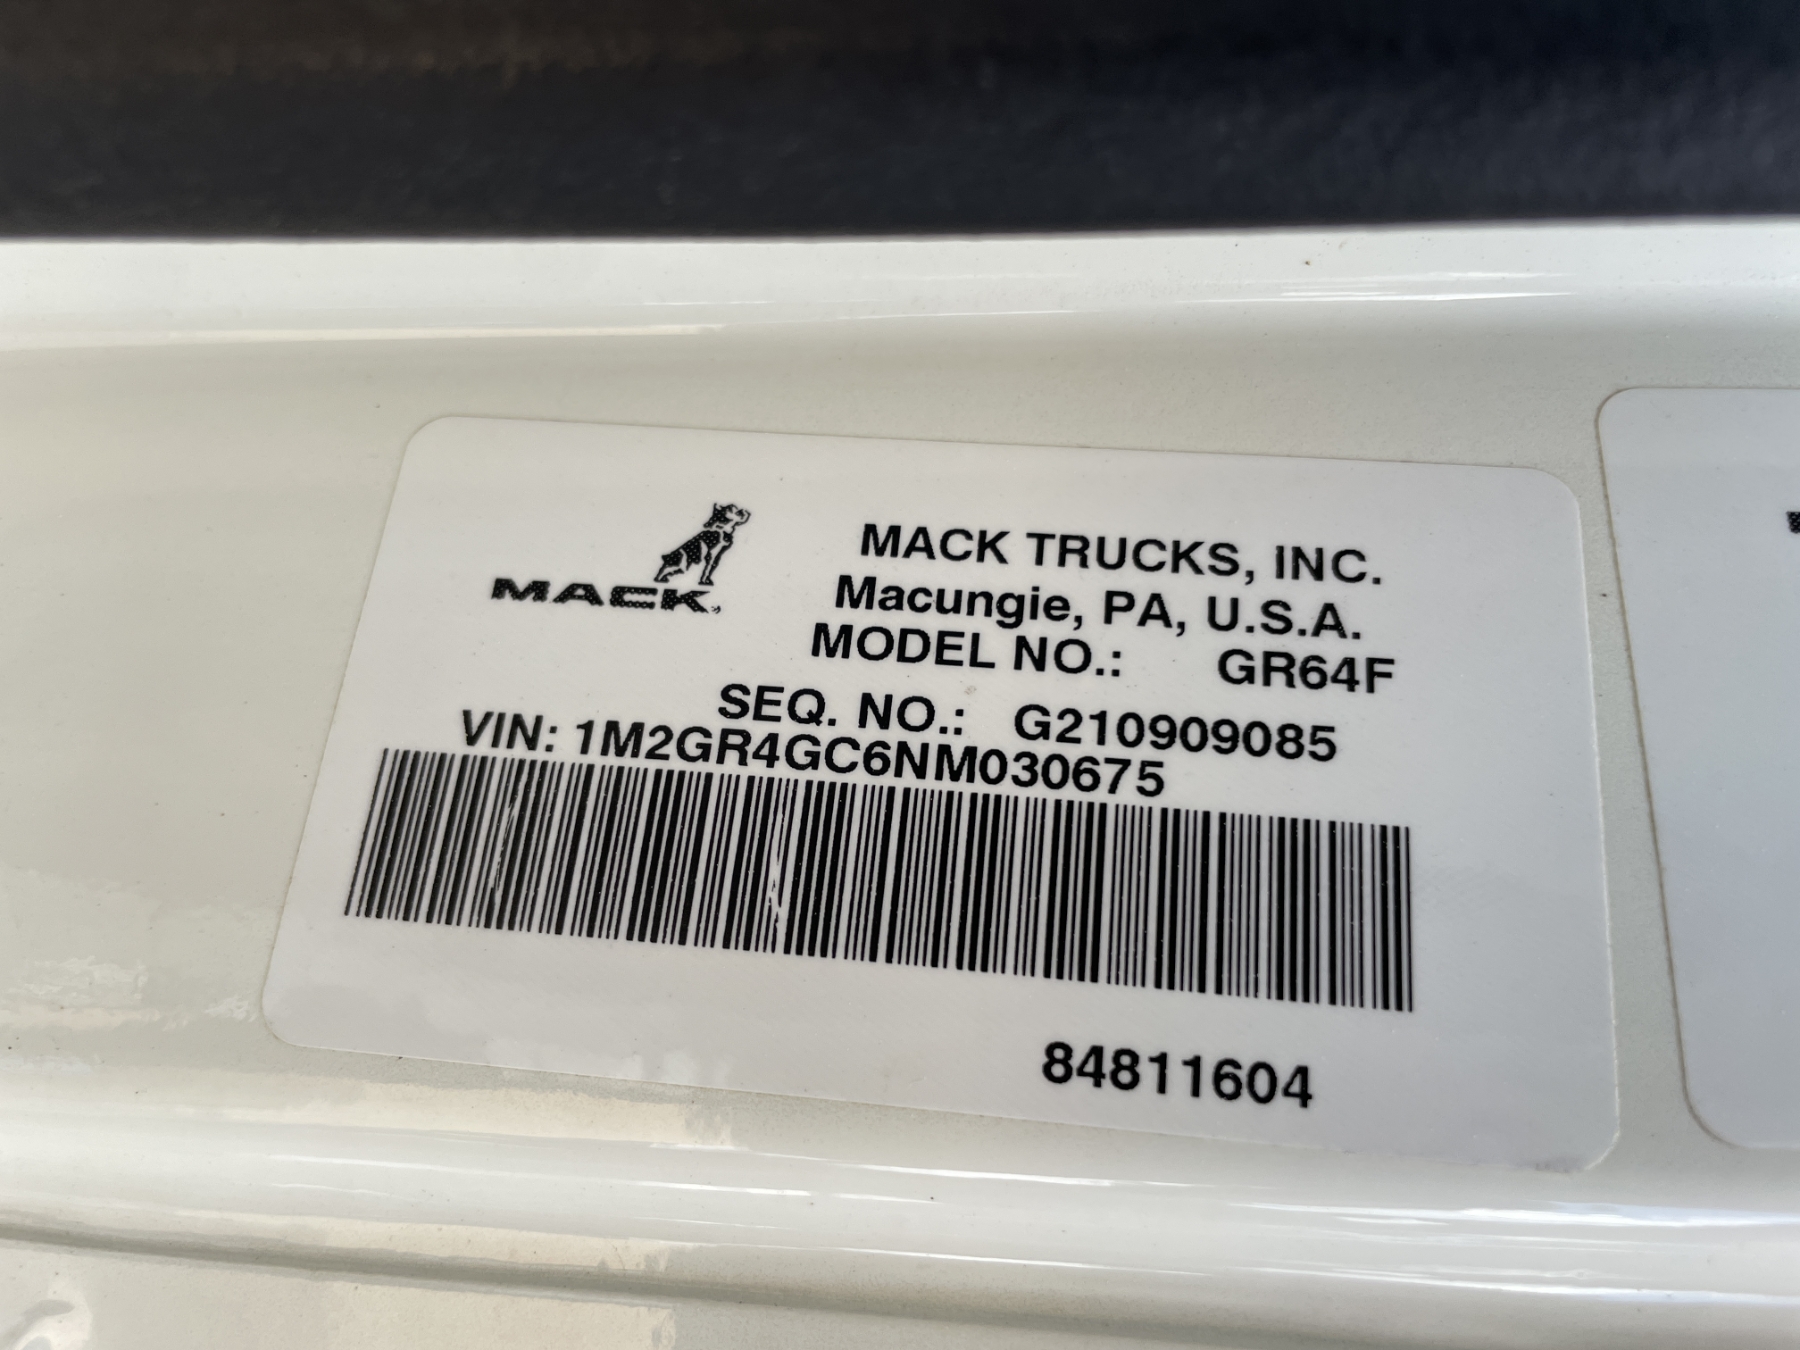 MACK
MACK TRUCKS, INC.
Macungie, PA, U.S.A.
MODEL NO.: GR64F
SEQ. NO.: G210909085
VIN: 1M2GR4GC6NM030675
84811604